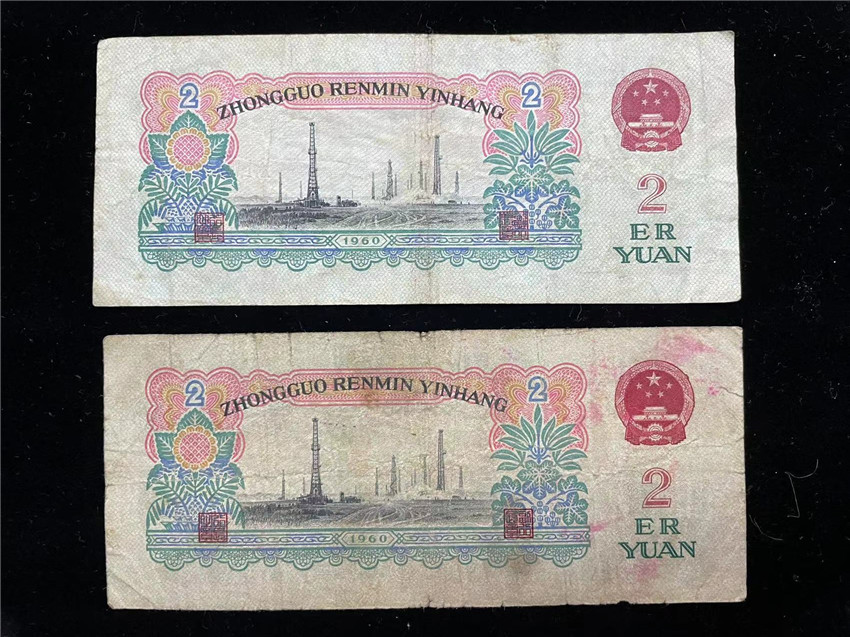 2 ZHONGGUO RENMIN YINHANG 2
2
ER
YUAN
1960
2 ZHONGGUO RENMIN YINHANG 2
2
ER
YUAN
1960